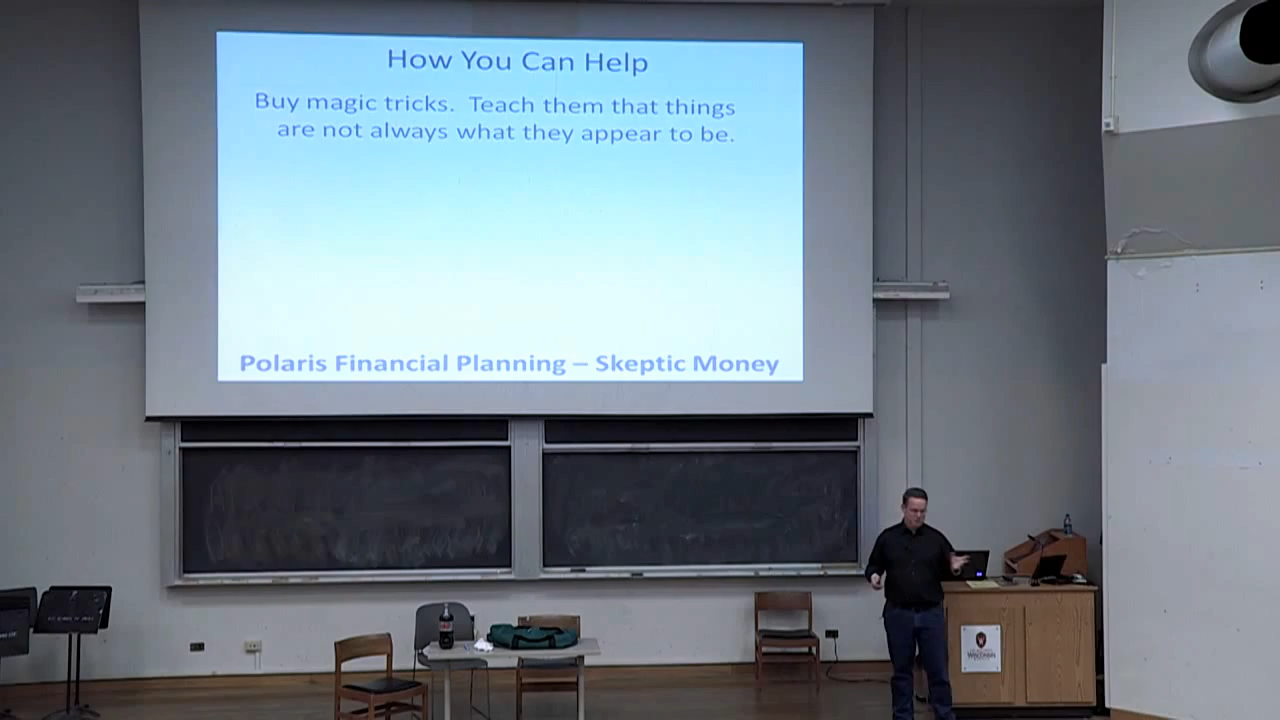 How You Can Help
Buy magic tricks.  Teach them that things
are not always what they appear to be.
Polaris Financial Planning – Skeptic Money
WISCONSIN